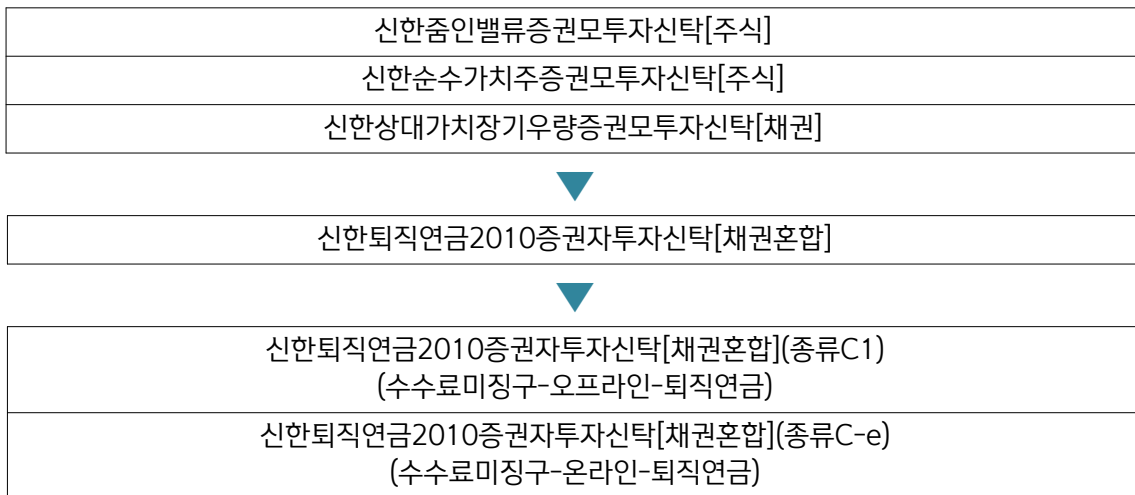 신한줌인밸류증권모투자신탁[주식]
신한순수가치주증권모투자신탁[주식]
신한상대가치장기우량증권모투자신탁[채권]
신한퇴직연금2010증권자투자신탁[채권혼합]
신한퇴직연금2010증권자투자신탁[채권혼합](종류C1)
(수수료미징구-오프라인-퇴직연금)
신한퇴직연금2010증권자투자신탁[채권혼합](종류C-e)
(수수료미징구-온라인-퇴직연금)